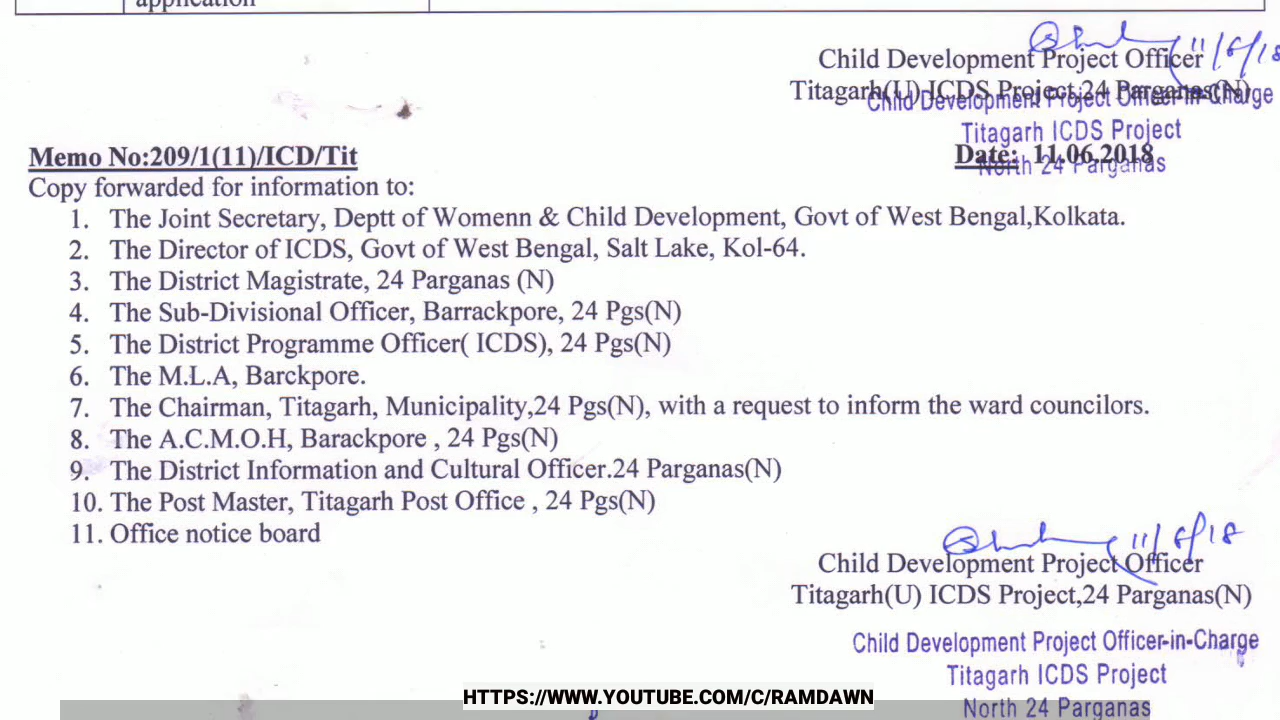 application
11/6/18
Child Development Project Officer
Titagarh(U) ICDS Project,24 Parganas(N)
Child Development Project Officer-in-Charge
Titagarh ICDS Project
North 24 Parganas
Memo No:209/1(11)/ICD/Tit Date: 11.06.2018
Copy forwarded for information to:
1. The Joint Secretary, Deptt of Womenn & Child Development, Govt of West Bengal,Kolkata.
2. The Director of ICDS, Govt of West Bengal, Salt Lake, Kol-64.
3. The District Magistrate, 24 Parganas (N)
4. The Sub-Divisional Officer, Barrackpore, 24 Pgs(N)
5. The District Programme Officer( ICDS), 24 Pgs(N)
6. The M.L.A, Barckpore.
7. The Chairman, Titagarh, Municipality,24 Pgs(N), with a request to inform the ward councilors.
8. The A.C.M.O.H, Barackpore , 24 Pgs(N)
9. The District Information and Cultural Officer.24 Parganas(N)
10. The Post Master, Titagarh Post Office , 24 Pgs(N)
11. Office notice board
11/6/18
Child Development Project Officer
Titagarh(U) ICDS Project,24 Parganas(N)
Child Development Project Officer-in-Charge
Titagarh ICDS Project
North 24 Parganas
HTTPS://WWW.YOUTUBE.COM/C/RAMDAWN